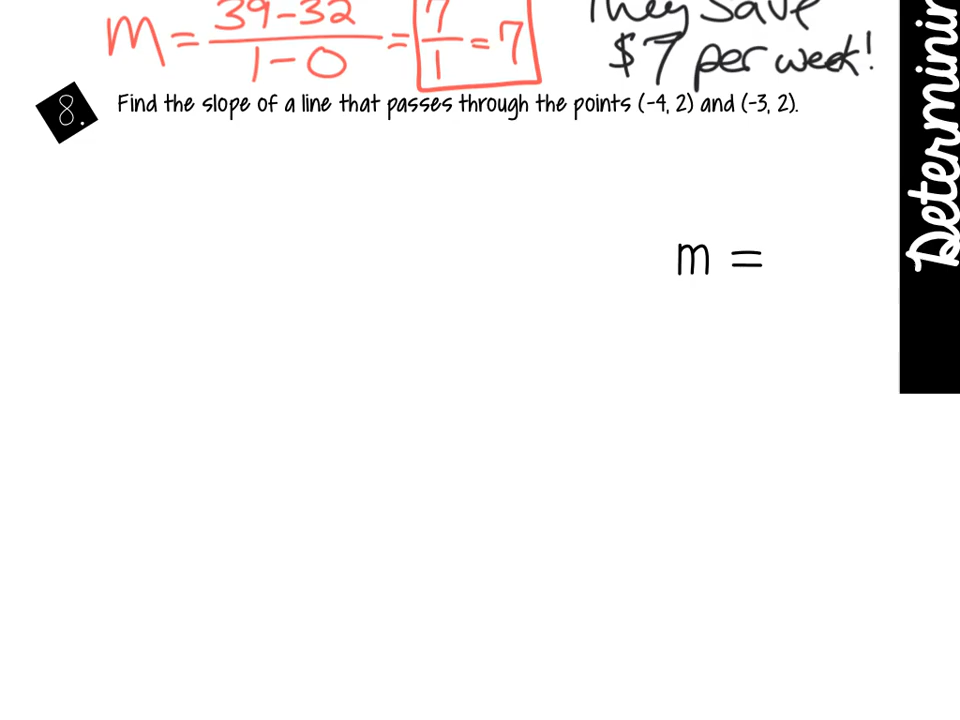 m = 39-32 / 1-0 = 7/1 = 7
They save
$7 per week!
8. Find the slope of a line that passes through the points (-4, 2) and (-3, 2).
m =
Determinin